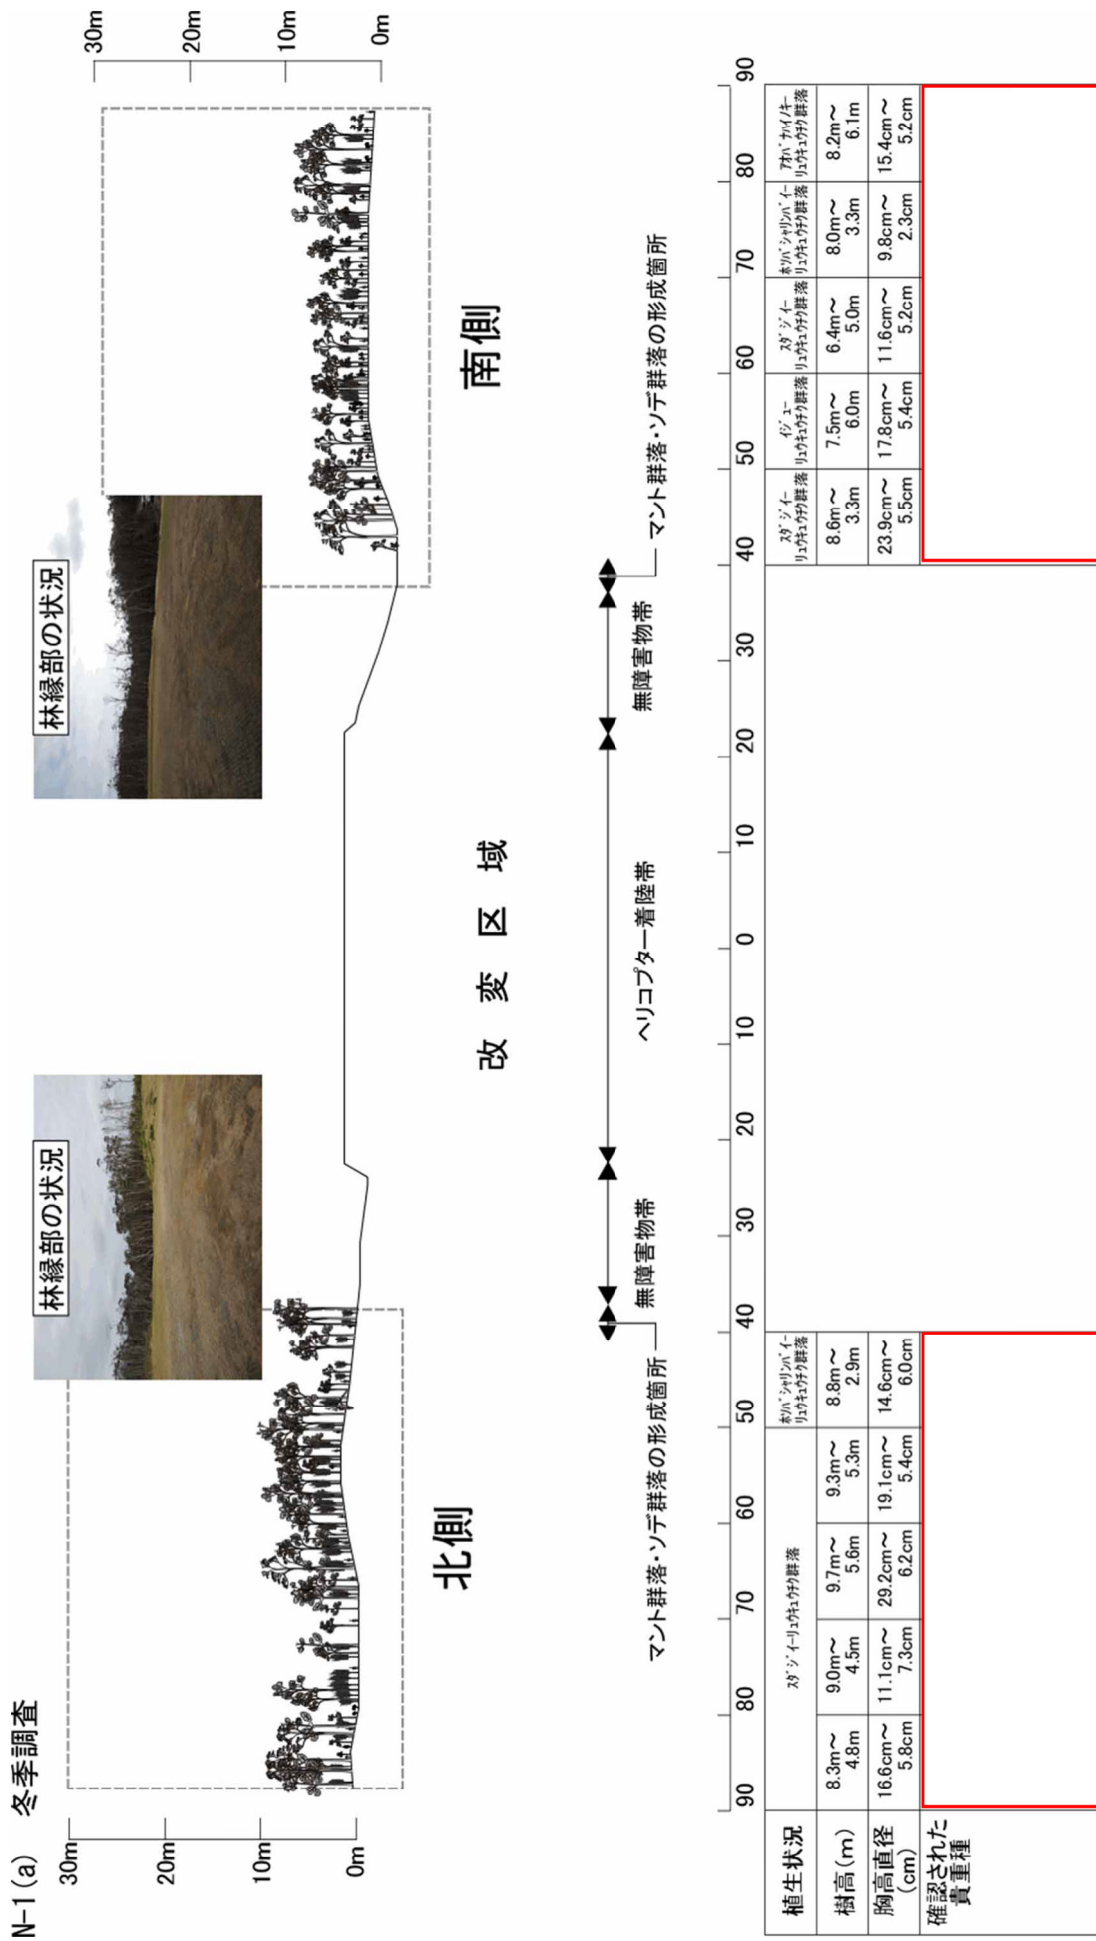 N-1(a) 冬季調査
林縁部の状況
林縁部の状況
30m
20m
10m
0m
30m
20m
10m
0m
北側
改変区域
南側
マント群落・ソデ群落の形成箇所
無障害物帯
ヘリコプター着陸帯
無障害物帯
マント群落・ソデ群落の形成箇所
90 80 70 60 50 40 30 20 10 0 10 20 30 40 50 60 70 80 90
植生状況
スダジイーリュウキュウチク群落
ホソバシャリンバイー
リュウキュウチク群落
スダジイー
リュウキュウチク群落
イジュー
リュウキュウチク群落
スダジイー
リュウキュウチク群落
ホソバシャリンバイー
リュウキュウチク群落
アオバナハイノキー
リュウキュウチク群落
樹高(m)
8.3m～
4.8m
9.0m～
4.5m
9.7m～
5.6m
9.3m～
5.3m
8.8m～
2.9m
8.6m～
3.3m
7.5m～
6.0m
6.4m～
5.0m
8.0m～
3.3m
8.2m～
6.1m
胸高直径
(cm)
16.6cm～
5.8cm
11.1cm～
7.3cm
29.2cm～
6.2cm
19.1cm～
5.4cm
14.6cm～
6.0cm
23.9cm～
5.5cm
17.8cm～
5.4cm
11.6cm～
5.2cm
9.8cm～
2.3cm
15.4cm～
5.2cm
確認された
貴重種